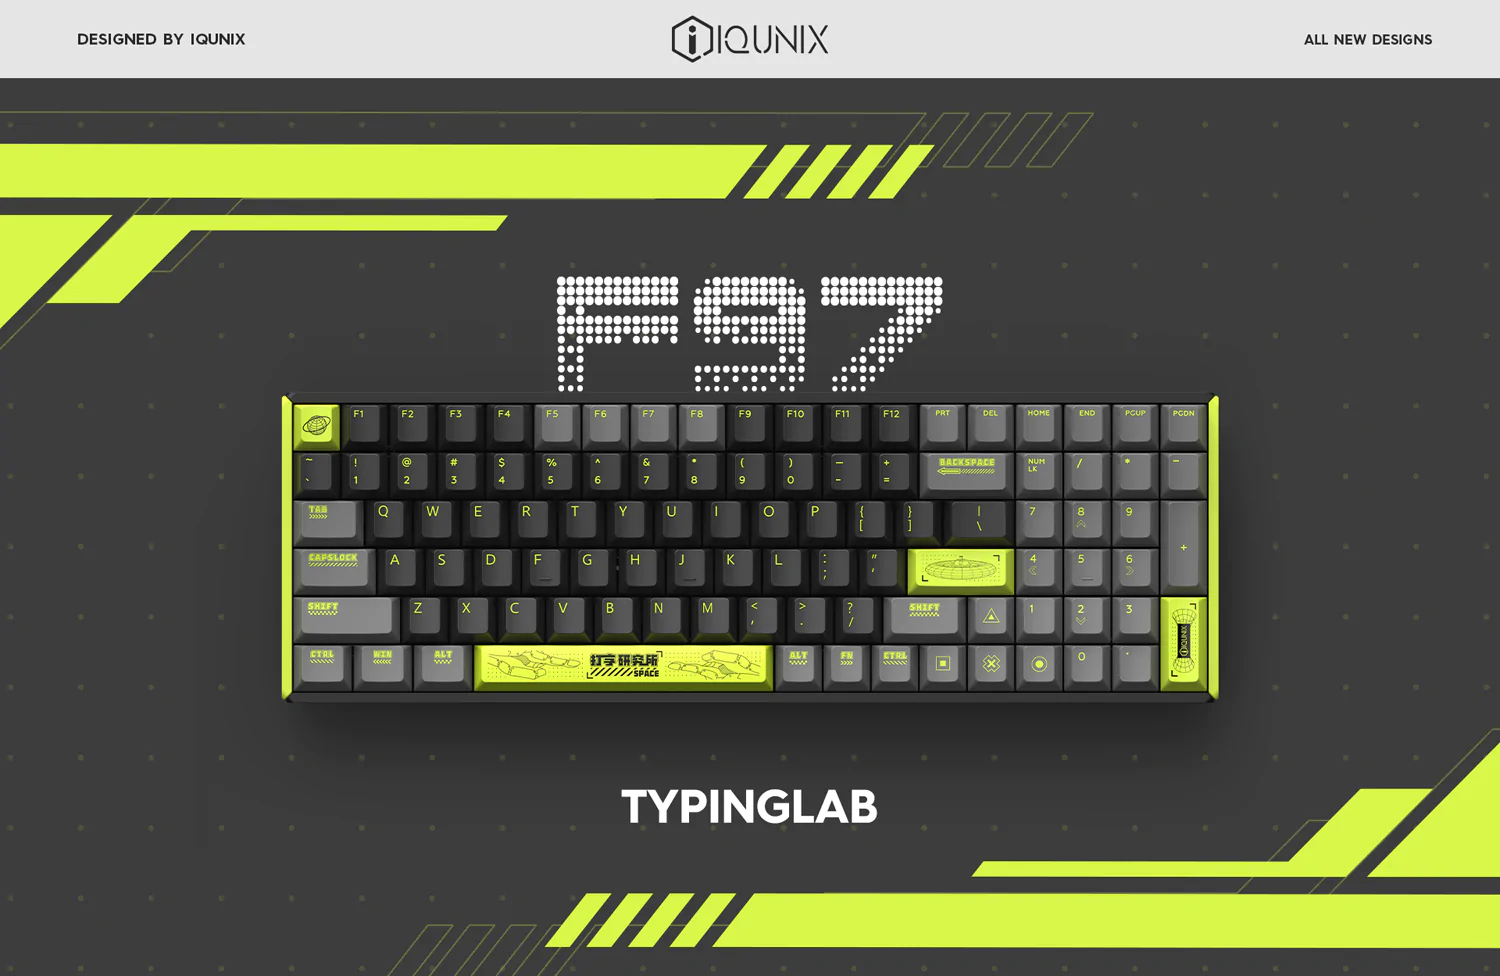 DESIGNED BY IQUNIX
IQUNIX
ALL NEW DESIGNS
F97
F1 F2 F3 F4 F5 F6 F7 F8 F9 F10 F11 F12 PRT DEL HOME END PGUP PGDN
~ ! @ # $ % ^ & * ( ) – + BACKSPACE NUM LK / * –
` 1 2 3 4 5 6 7 8 9 0 - =
TAB Q W E R T Y U I O P { [ } ] | \ 7 8 9
CAPSLOCK A S D F G H J K L : ; " ' 4 5 6 +
SHIFT Z X C V B N M < , > . ? / SHIFT 1 2 3
CTRL WIN ALT 打字研究所 SPACE ALT FN CTRL 0 . IQUNIX
TYPINGLAB